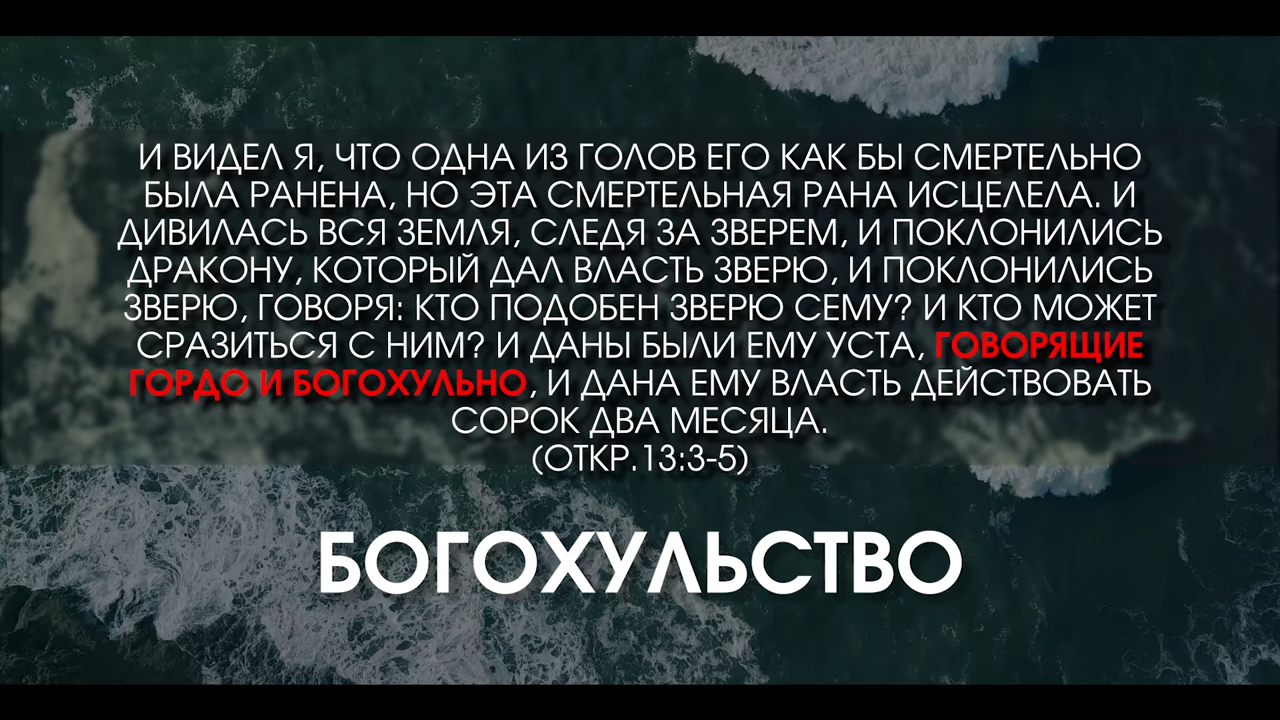 И ВИДЕЛ Я, ЧТО ОДНА ИЗ ГОЛОВ ЕГО КАК БЫ СМЕРТЕЛЬНО
БЫЛА РАНЕНА, НО ЭТА СМЕРТЕЛЬНАЯ РАНА ИСЦЕЛЕЛА. И
ДИВИЛАСЬ ВСЯ ЗЕМЛЯ, СЛЕДЯ ЗА ЗВЕРЕМ, И ПОКЛОНИЛИСЬ
ДРАКОНУ, КОТОРЫЙ ДАЛ ВЛАСТЬ ЗВЕРЮ, И ПОКЛОНИЛИСЬ
ЗВЕРЮ, ГОВОРЯ: КТО ПОДОБЕН ЗВЕРЮ СЕМУ? И КТО МОЖЕТ
СРАЗИТЬСЯ С НИМ? И ДАНЫ БЫЛИ ЕМУ УСТА, ГОВОРЯЩИЕ
ГОРДО И БОГОХУЛЬНО, И ДАНА ЕМУ ВЛАСТЬ ДЕЙСТВОВАТЬ
СОРОК ДВА МЕСЯЦА.
(ОТКР.13:3-5)
БОГОХУЛЬСТВО